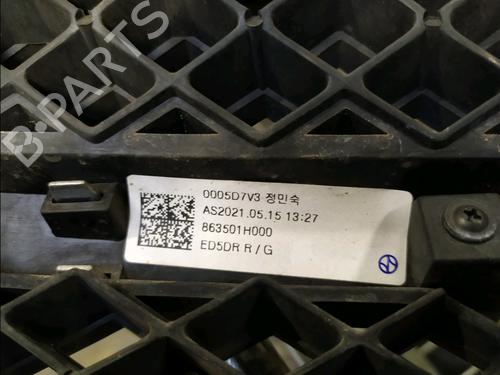 B-PARTS
0005D7V3 정민숙
AS2021.05.15 13:27
863501H000
ED5DR R / G